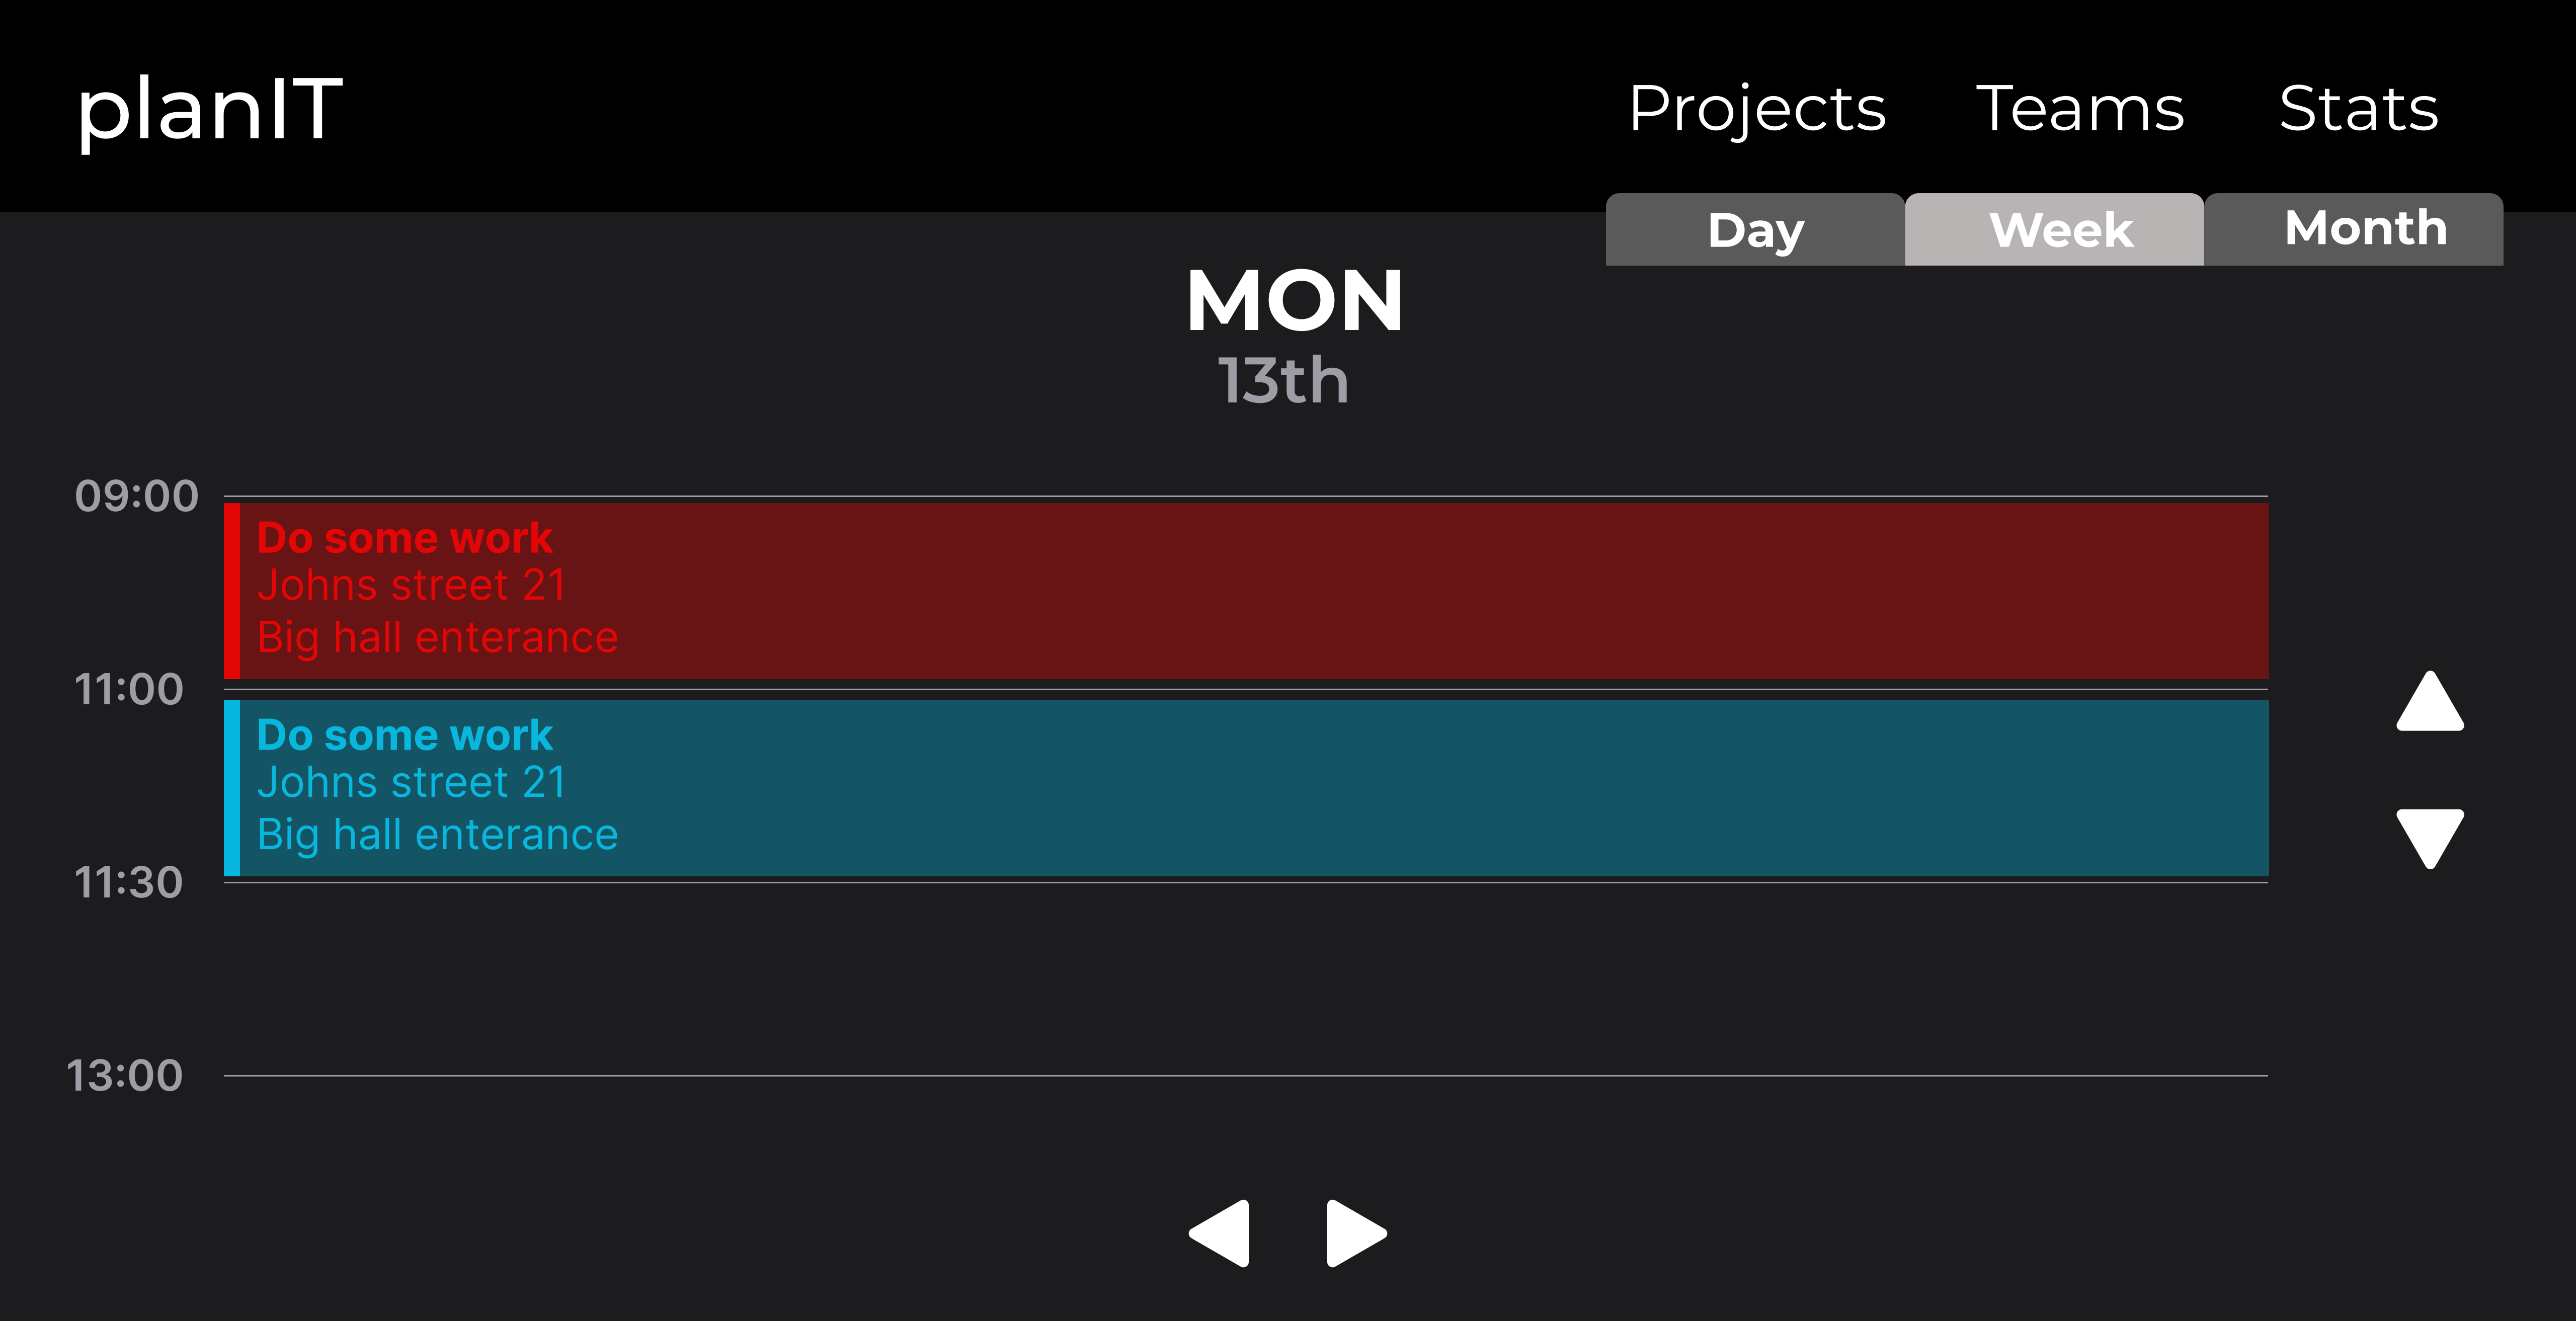 planIT
Projects Teams Stats
Day Week Month
MON
13th
09:00
Do some work
Johns street 21
Big hall enterance
11:00
Do some work
Johns street 21
Big hall enterance
11:30
13:00